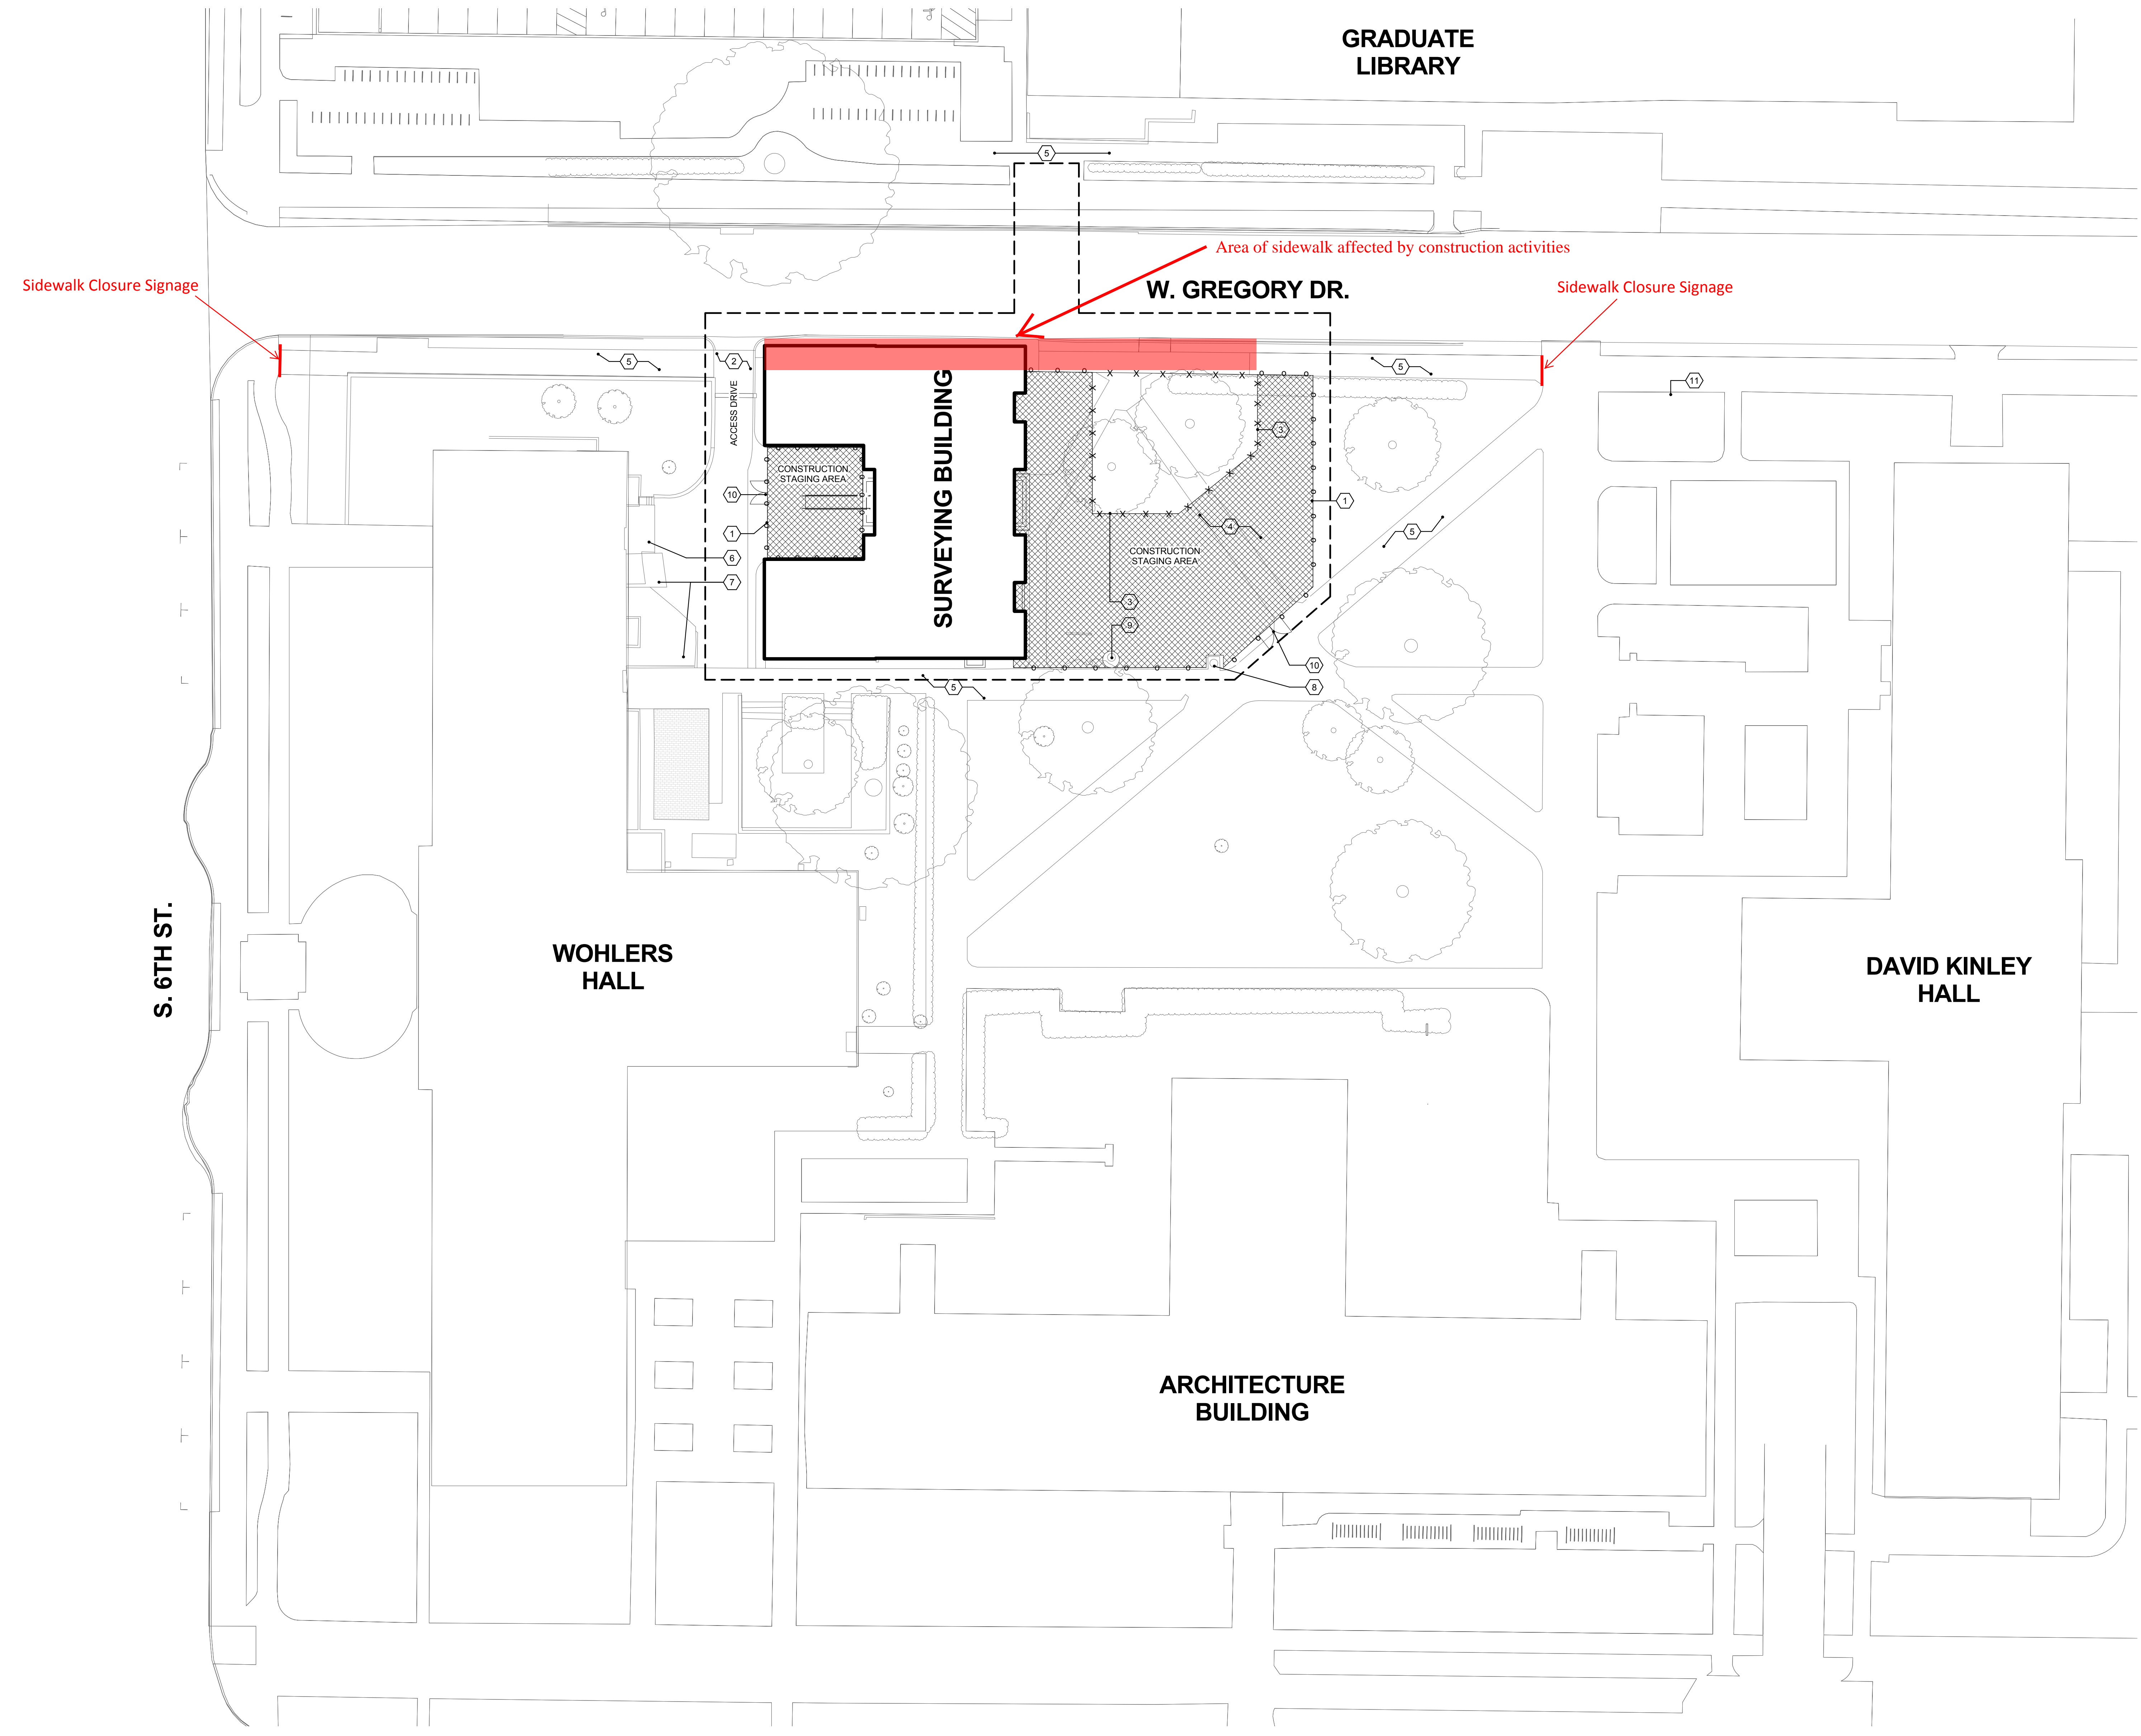 GRADUATE
LIBRARY
5
Area of sidewalk affected by construction activities
Sidewalk Closure Signage
W. GREGORY DR.
Sidewalk Closure Signage
5
2
5
11
ACCESS DRIVE
SURVEYING BUILDING
3
CONSTRUCTION
STAGING AREA
10
1
1
4
5
CONSTRUCTION
STAGING AREA
6
7
3
9
10
5
8
S. 6TH ST.
WOHLERS
HALL
DAVID KINLEY
HALL
ARCHITECTURE
BUILDING